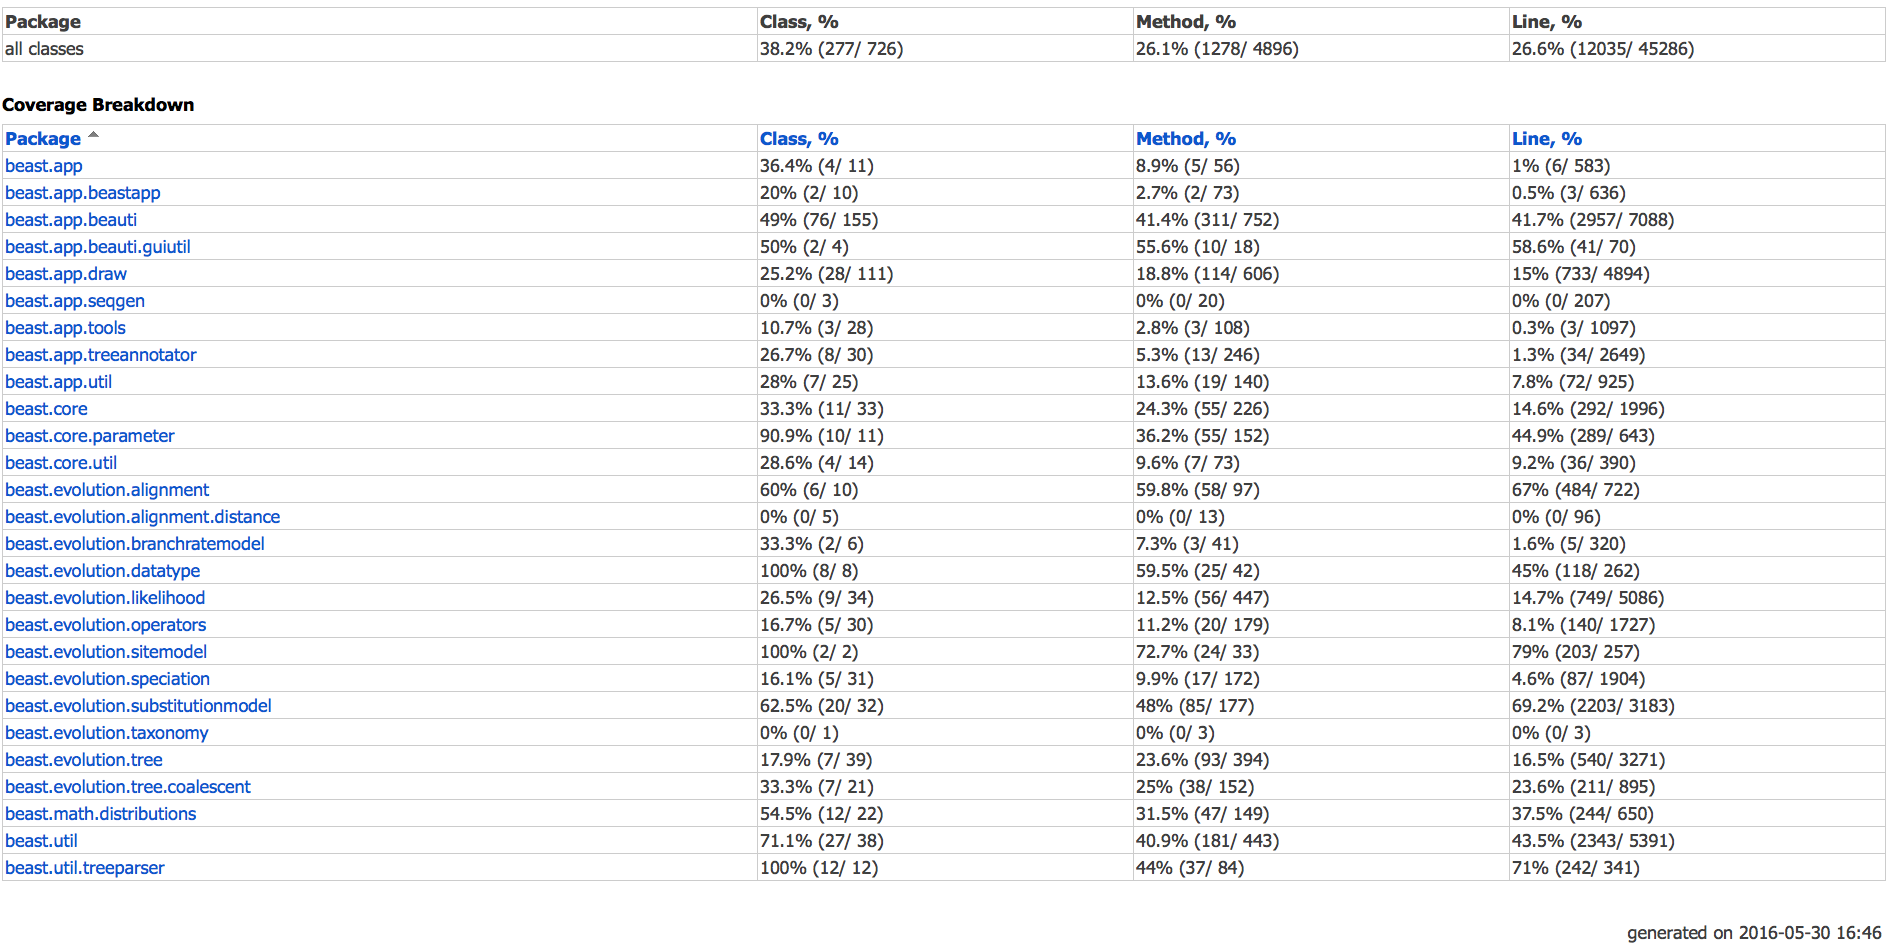 Package Class, % Method, % Line, %
all classes 38.2% (277/ 726) 26.1% (1278/ 4896) 26.6% (12035/ 45286)
Coverage Breakdown
Package Class, % Method, % Line, %
beast.app 36.4% (4/ 11) 8.9% (5/ 56) 1% (6/ 583)
beast.app.beastapp 20% (2/ 10) 2.7% (2/ 73) 0.5% (3/ 636)
beast.app.beauti 49% (76/ 155) 41.4% (311/ 752) 41.7% (2957/ 7088)
beast.app.beauti.guiutil 50% (2/ 4) 55.6% (10/ 18) 58.6% (41/ 70)
beast.app.draw 25.2% (28/ 111) 18.8% (114/ 606) 15% (733/ 4894)
beast.app.seqgen 0% (0/ 3) 0% (0/ 20) 0% (0/ 207)
beast.app.tools 10.7% (3/ 28) 2.8% (3/ 108) 0.3% (3/ 1097)
beast.app.treeannotator 26.7% (8/ 30) 5.3% (13/ 246) 1.3% (34/ 2649)
beast.app.util 28% (7/ 25) 13.6% (19/ 140) 7.8% (72/ 925)
beast.core 33.3% (11/ 33) 24.3% (55/ 226) 14.6% (292/ 1996)
beast.core.parameter 90.9% (10/ 11) 36.2% (55/ 152) 44.9% (289/ 643)
beast.core.util 28.6% (4/ 14) 9.6% (7/ 73) 9.2% (36/ 390)
beast.evolution.alignment 60% (6/ 10) 59.8% (58/ 97) 67% (484/ 722)
beast.evolution.alignment.distance 0% (0/ 5) 0% (0/ 13) 0% (0/ 96)
beast.evolution.branchratemodel 33.3% (2/ 6) 7.3% (3/ 41) 1.6% (5/ 320)
beast.evolution.datatype 100% (8/ 8) 59.5% (25/ 42) 45% (118/ 262)
beast.evolution.likelihood 26.5% (9/ 34) 12.5% (56/ 447) 14.7% (749/ 5086)
beast.evolution.operators 16.7% (5/ 30) 11.2% (20/ 179) 8.1% (140/ 1727)
beast.evolution.sitemodel 100% (2/ 2) 72.7% (24/ 33) 79% (203/ 257)
beast.evolution.speciation 16.1% (5/ 31) 9.9% (17/ 172) 4.6% (87/ 1904)
beast.evolution.substitutionmodel 62.5% (20/ 32) 48% (85/ 177) 69.2% (2203/ 3183)
beast.evolution.taxonomy 0% (0/ 1) 0% (0/ 3) 0% (0/ 3)
beast.evolution.tree 17.9% (7/ 39) 23.6% (93/ 394) 16.5% (540/ 3271)
beast.evolution.tree.coalescent 33.3% (7/ 21) 25% (38/ 152) 23.6% (211/ 895)
beast.math.distributions 54.5% (12/ 22) 31.5% (47/ 149) 37.5% (244/ 650)
beast.util 71.1% (27/ 38) 40.9% (181/ 443) 43.5% (2343/ 5391)
beast.util.treeparser 100% (12/ 12) 44% (37/ 84) 71% (242/ 341)
generated on 2016-05-30 16:46